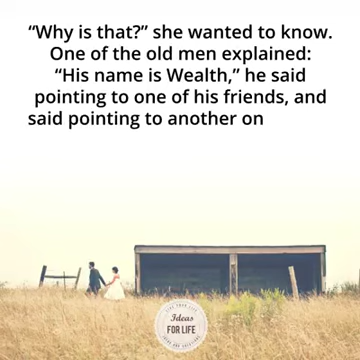 “Why is that?” she wanted to know.
One of the old men explained:
“His name is Wealth,” he said
pointing to one of his friends, and
said pointing to another on
Ideas
FOR LIFE